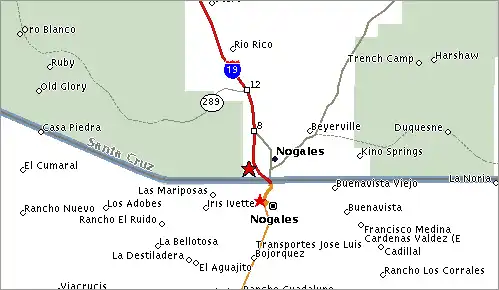 Oro Blanco
Rio Rico
Harshaw
Trench Camp
Ruby
19
Old Glory
12
289
Casa Piedra
8
Beyerville
Duquesne
Santa Cruz
Nogales
Kino Springs
El Cumaral
La Noria
Las Mariposas
Buenavista Viejo
Rancho Nuevo
Los Adobes
Iris Ivette
Buenavista
Rancho El Ruido
Nogales
Francisco Medina
La Bellotosa
Transportes Jose Luis
Cardenas Valdez (E
La Destiladera
Bojorquez
Cadillal
El Aguajito
Rancho Los Corrales
Viacrucis
Rancho Guadalupe